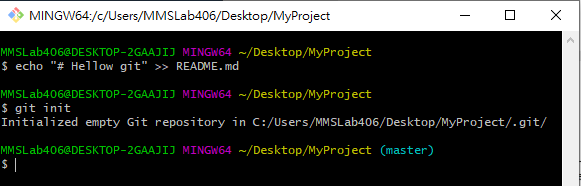 MINGW64:/c/Users/MMSLab406/Desktop/MyProject
MMSLab406@DESKTOP-2GAAJIJ MINGW64 ~/Desktop/MyProject
$ echo "# Hellow git" >> README.md
MMSLab406@DESKTOP-2GAAJIJ MINGW64 ~/Desktop/MyProject
$ git init
Initialized empty Git repository in C:/Users/MMSLab406/Desktop/MyProject/.git/
MMSLab406@DESKTOP-2GAAJIJ MINGW64 ~/Desktop/MyProject (master)
$